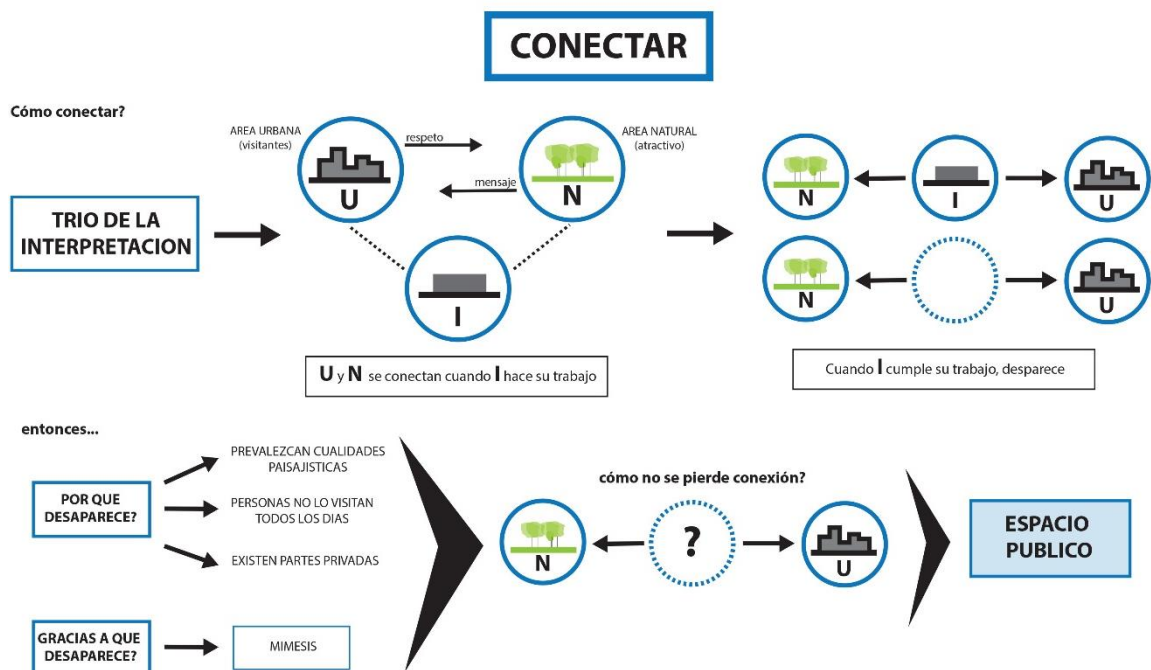 CONECTAR
Cómo conectar?
TRIO DE LA
INTERPRETACION
AREA URBANA
(visitantes)
respeto
AREA NATURAL
(atractivo)
mensaje
U
N
I
U y N se conectan cuando I hace su trabajo
N
I
U
N
U
Cuando I cumple su trabajo, desparece
entonces...
POR QUE
DESAPARECE?
PREVALEZCAN CUALIDADES
PAISAJISTICAS
PERSONAS NO LO VISITAN
TODOS LOS DIAS
EXISTEN PARTES PRIVADAS
GRACIAS A QUE
DESAPARECE?
MIMESIS
cómo no se pierde conexión?
N
?
U
ESPACIO
PUBLICO